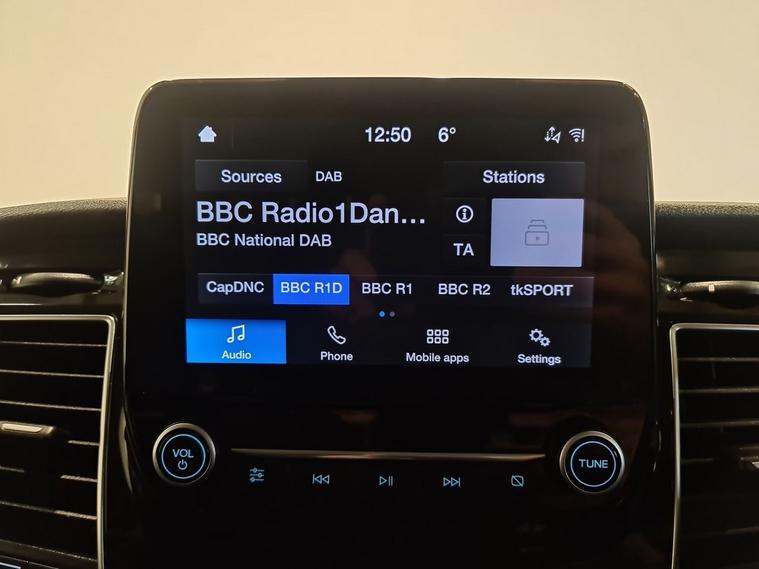 12:50 6°
Sources DAB Stations
BBC Radio1Dan...
BBC National DAB
TA
CapDNC BBC R1D BBC R1 BBC R2 tkSPORT
Audio Phone Mobile apps Settings
VOL TUNE